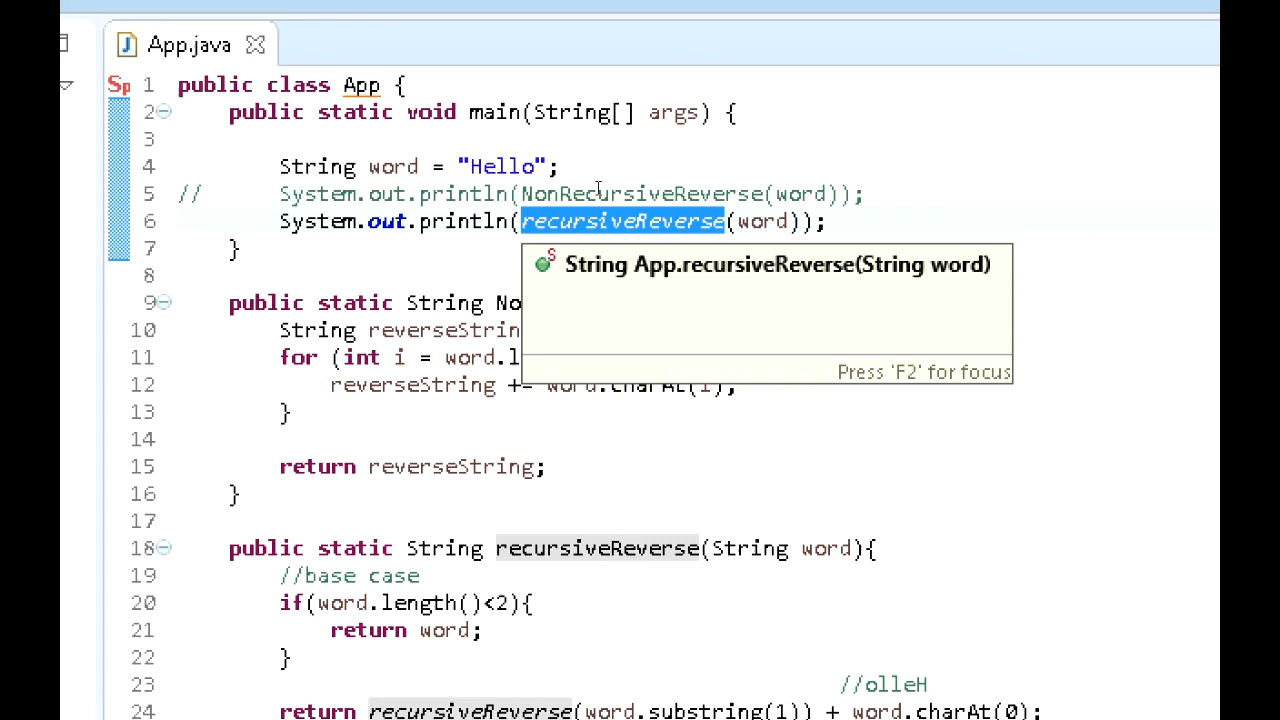 App.java
Sp 1 public class App {
2 public static void main(String[] args) {
3
4 String word = "Hello";
5 // System.out.println(NonRecursiveReverse(word));
6 System.out.println(recursiveReverse(word));
7 }
String App.recursiveReverse(String word)
Press 'F2' for focus
8
9 public static String No
10 String reverseStrin
11 for (int i = word.l
12 reverseString += word.charAt(i);
13 }
14
15 return reverseString;
16 }
17
18 public static String recursiveReverse(String word){
19 //base case
20 if(word.length()<2){
21 return word;
22 }
23 //olleH
24 return recursiveReverse(word.substring(1)) + word.charAt(0);